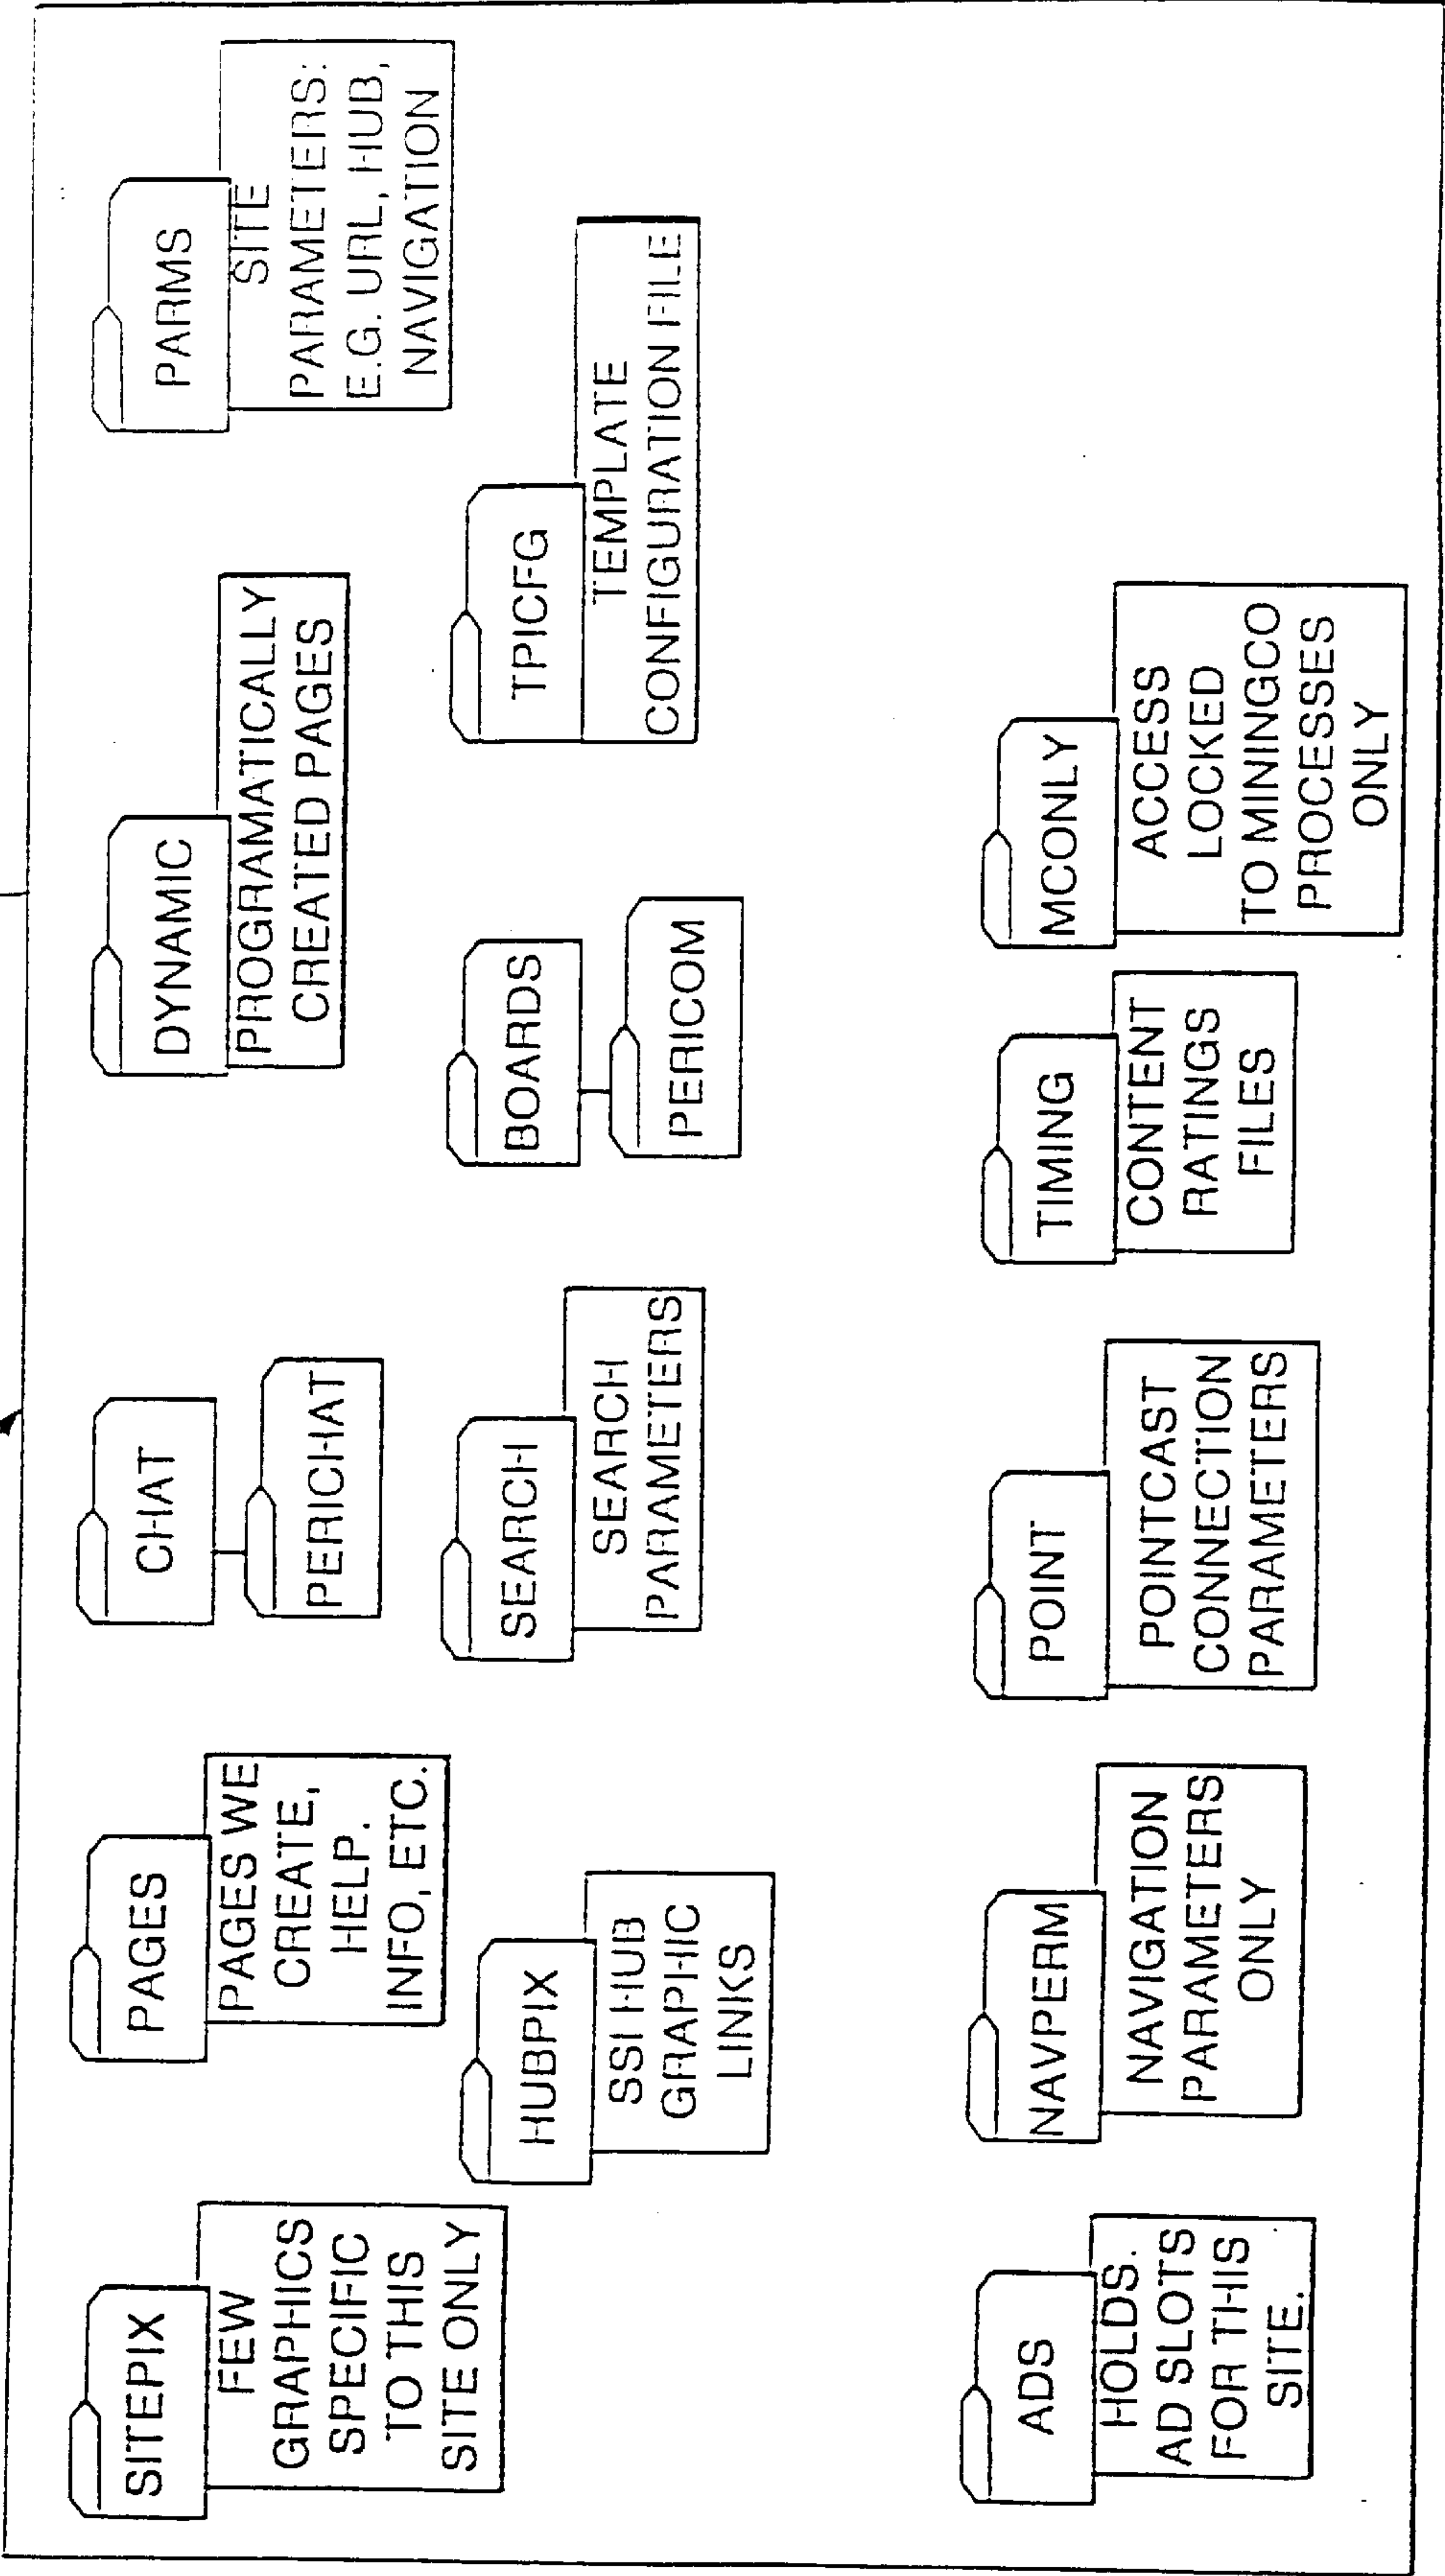 SITEPIX
FEW
GRAPHICS
SPECIFIC
TO THIS
SITE ONLY
PAGES
PAGES WE
CREATE,
HELP.
INFO, ETC.
CHAT
PERICHAT
DYNAMIC
PROGRAMATICALLY
CREATED PAGES
PARMS
SITE
PARAMETERS:
E.G. URL, HUB,
NAVIGATION
HUBPIX
SSI HUB
GRAPHIC
LINKS
SEARCH
SEARCH
PARAMETERS
BOARDS
PERICOM
TPICFG
TEMPLATE
CONFIGURATION FILE
ADS
HOLDS.
AD SLOTS
FOR THIS
SITE.
NAVPERM
NAVIGATION
PARAMETERS
ONLY
POINT
POINTCAST
CONNECTION
PARAMETERS
TIMING
CONTENT
RATINGS
FILES
MCONLY
ACCESS
LOCKED
TO MININGCO
PROCESSES
ONLY